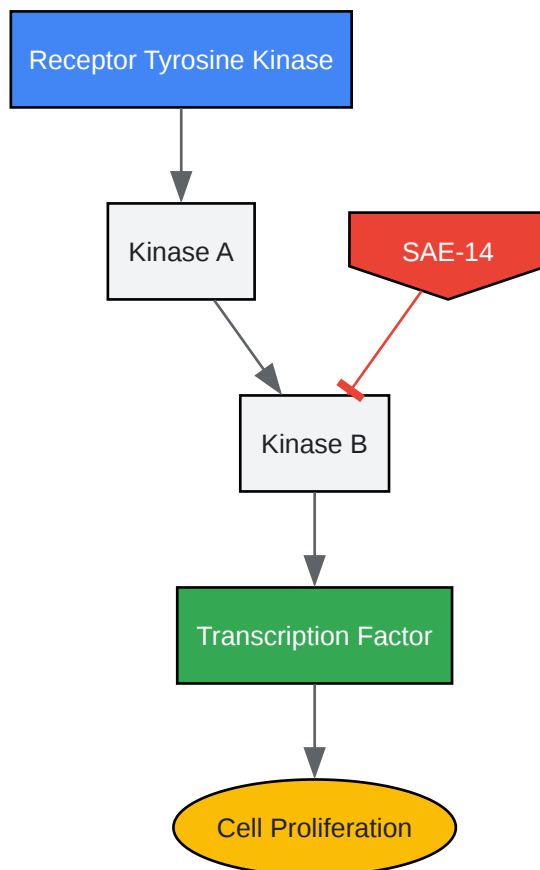 Receptor Tyrosine Kinase
Kinase A
SAE-14
Kinase B
Transcription Factor
Cell Proliferation